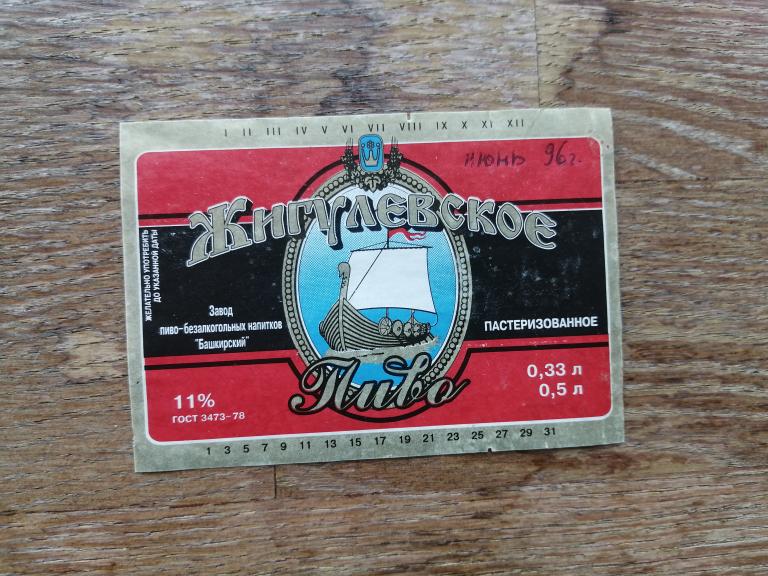 I II III IV V VI VII VIII IX X XI XII
июнь 96г.
Жигулевское
ЖЕЛАТЕЛЬНО УПОТРЕБИТЬ
ДО УКАЗАННОЙ ДАТЫ
Завод
пиво-безалкогольных напитков
"Башкирский"
ПАСТЕРИЗОВАННОЕ
Пиво
11%
ГОСТ 3473-78
0,33 л
0,5 л
1 3 5 7 9 11 13 15 17 19 21 23 25 27 29 31